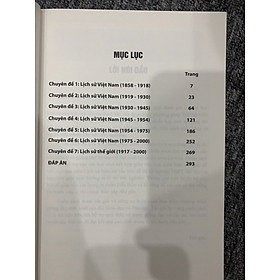 MỤC LỤC
Trang
Chuyên đề 1: Lịch sử Việt Nam (1858 - 1918) 7
Chuyên đề 2: Lịch sử Việt Nam (1919 - 1930) 23
Chuyên đề 3: Lịch sử Việt Nam (1930 - 1945) 64
Chuyên đề 4: Lịch sử Việt Nam (1945 - 1954) 121
Chuyên đề 5: Lịch sử Việt Nam (1954 - 1975) 186
Chuyên đề 6: Lịch sử Việt Nam (1975 - 2000) 252
Chuyên đề 7: Lịch sử thế giới (1917 - 2000) 269
ĐÁP ÁN 293